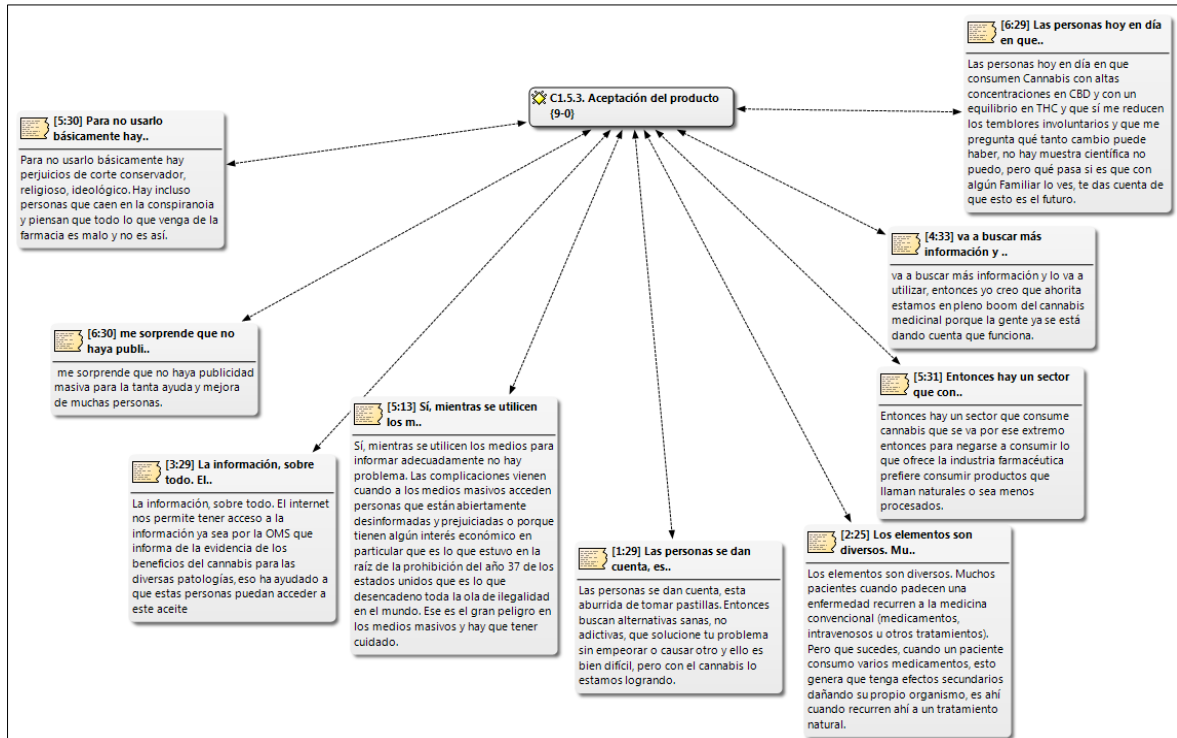 C1.5.3. Aceptación del producto
{9-0}
[6:29] Las personas hoy en día
en que..
Las personas hoy en día en que
consumen Cannabis con altas
concentraciones en CBD y con un
equilibrio en THC y que sí me reducen
los temblores involuntarios y que me
pregunta qué tanto cambio puede
haber, no hay muestra científica no
puedo, pero qué pasa si es que con
algún Familiar lo ves, te das cuenta de
que esto es el futuro.
[5:30] Para no usarlo
básicamente hay..
Para no usarlo básicamente hay
perjuicios de corte conservador,
religioso, ideológico. Hay incluso
personas que caen en la conspiranoia
y piensan que todo lo que venga de la
farmacia es malo y no es así.
[4:33] va a buscar más
información y ..
va a buscar más información y lo va a
utilizar, entonces yo creo que ahorita
estamos en pleno boom del cannabis
medicinal porque la gente ya se está
dando cuenta que funciona.
[6:30] me sorprende que no
haya publi..
me sorprende que no haya publicidad
masiva para la tanta ayuda y mejora
de muchas personas.
[5:31] Entonces hay un sector
que con..
Entonces hay un sector que consume
cannabis que se va por ese extremo
entonces para negarse a consumir lo
que ofrece la industria farmacéutica
prefiere consumir productos que
llaman naturales o sea menos
procesados.
[5:13] Sí, mientras se utilicen
los m..
Sí, mientras se utilicen los medios para
informar adecuadamente no hay
problema. Las complicaciones vienen
cuando a los medios masivos acceden
personas que están abiertamente
desinformadas y prejuiciadas o porque
tienen algún interés económico en
particular que es lo que estuvo en la
raíz de la prohibición del año 37 de los
estados unidos que es lo que
desencadeno toda la ola de ilegalidad
en el mundo. Ese es el gran peligro en
los medios masivos y hay que tener
cuidado.
[3:29] La información, sobre
todo. El..
La información, sobre todo. El internet
nos permite tener acceso a la
información ya sea por la OMS que
informa de la evidencia de los
beneficios del cannabis para las
diversas patologías, eso ha ayudado a
que estas personas puedan acceder a
este aceite
[1:29] Las personas se dan
cuenta, es..
Las personas se dan cuenta, esta
aburrida de tomar pastillas. Entonces
buscan alternativas sanas, no
adictivas, que solucione tu problema
sin empeorar o causar otro y ello es
bien difícil, pero con el cannabis lo
estamos logrando.
[2:25] Los elementos son
diversos. Mu..
Los elementos son diversos. Muchos
pacientes cuando padecen una
enfermedad recurren a la medicina
convencional (medicamentos,
intravenosos u otros tratamientos).
Pero que sucedes, cuando un paciente
consumo varios medicamentos, esto
genera que tenga efectos secundarios
dañando su propio organismo, es ahí
cuando recurren ahí a un tratamiento
natural.